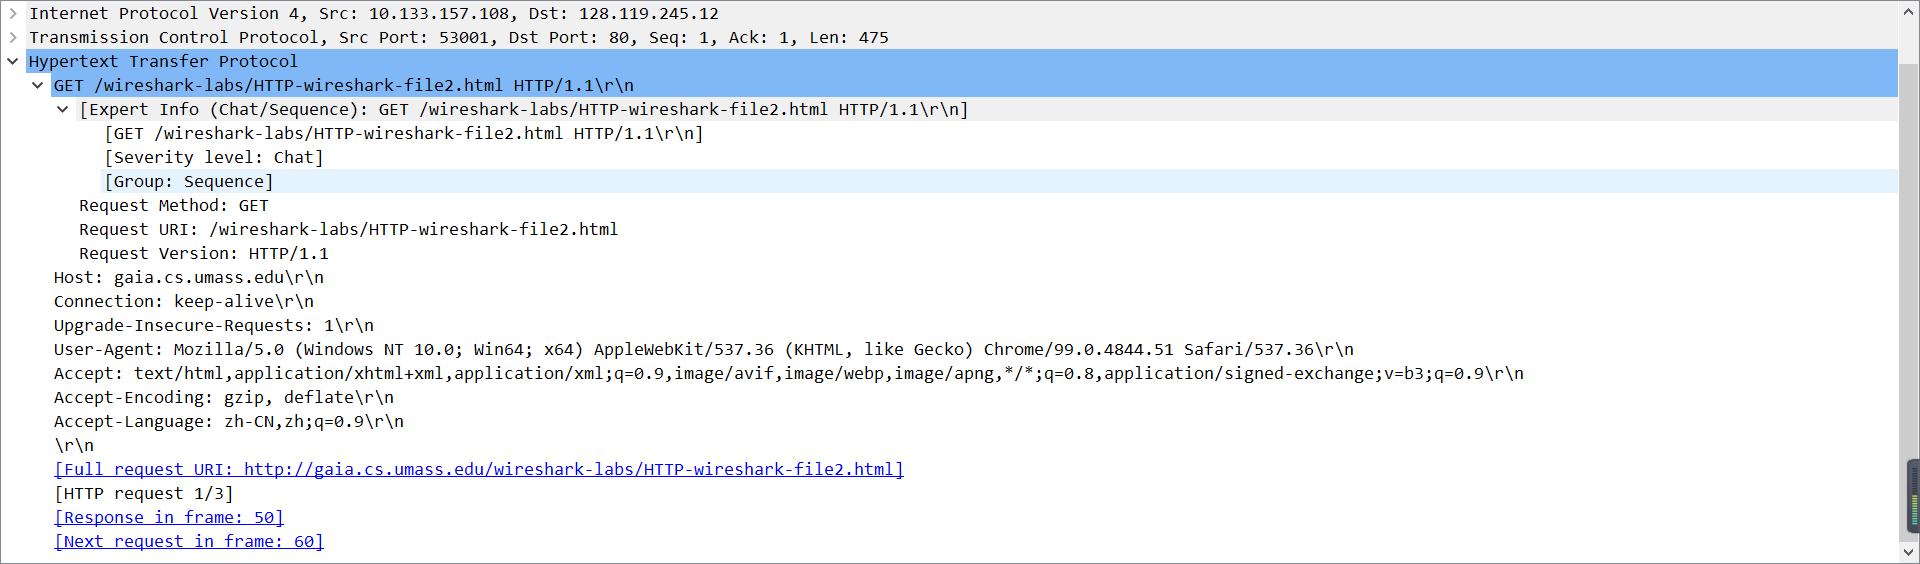 Internet Protocol Version 4, Src: 10.133.157.108, Dst: 128.119.245.12
Transmission Control Protocol, Src Port: 53001, Dst Port: 80, Seq: 1, Ack: 1, Len: 475
Hypertext Transfer Protocol
GET /wireshark-labs/HTTP-wireshark-file2.html HTTP/1.1\r\n
[Expert Info (Chat/Sequence): GET /wireshark-labs/HTTP-wireshark-file2.html HTTP/1.1\r\n]
[GET /wireshark-labs/HTTP-wireshark-file2.html HTTP/1.1\r\n]
[Severity level: Chat]
[Group: Sequence]
Request Method: GET
Request URI: /wireshark-labs/HTTP-wireshark-file2.html
Request Version: HTTP/1.1
Host: gaia.cs.umass.edu\r\n
Connection: keep-alive\r\n
Upgrade-Insecure-Requests: 1\r\n
User-Agent: Mozilla/5.0 (Windows NT 10.0; Win64; x64) AppleWebKit/537.36 (KHTML, like Gecko) Chrome/99.0.4844.51 Safari/537.36\r\n
Accept: text/html,application/xhtml+xml,application/xml;q=0.9,image/avif,image/webp,image/apng,*/*;q=0.8,application/signed-exchange;v=b3;q=0.9\r\n
Accept-Encoding: gzip, deflate\r\n
Accept-Language: zh-CN,zh;q=0.9\r\n
\r\n
[Full request URI: http://gaia.cs.umass.edu/wireshark-labs/HTTP-wireshark-file2.html]
[HTTP request 1/3]
[Response in frame: 50]
[Next request in frame: 60]